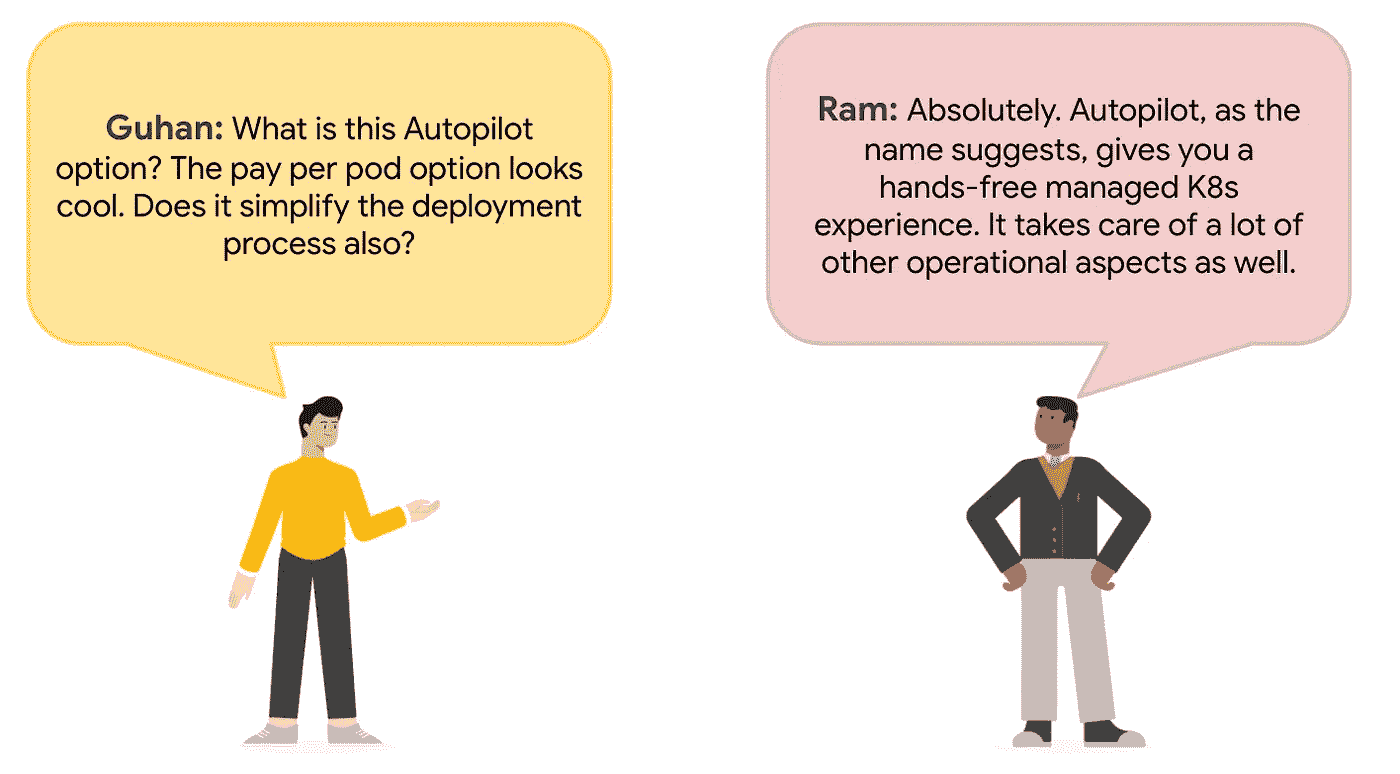 Guhan: What is this Autopilot
option? The pay per pod option looks
cool. Does it simplify the deployment
process also?
Ram: Absolutely. Autopilot, as the
name suggests, gives you a
hands-free managed K8s
experience. It takes care of a lot of
other operational aspects as well.